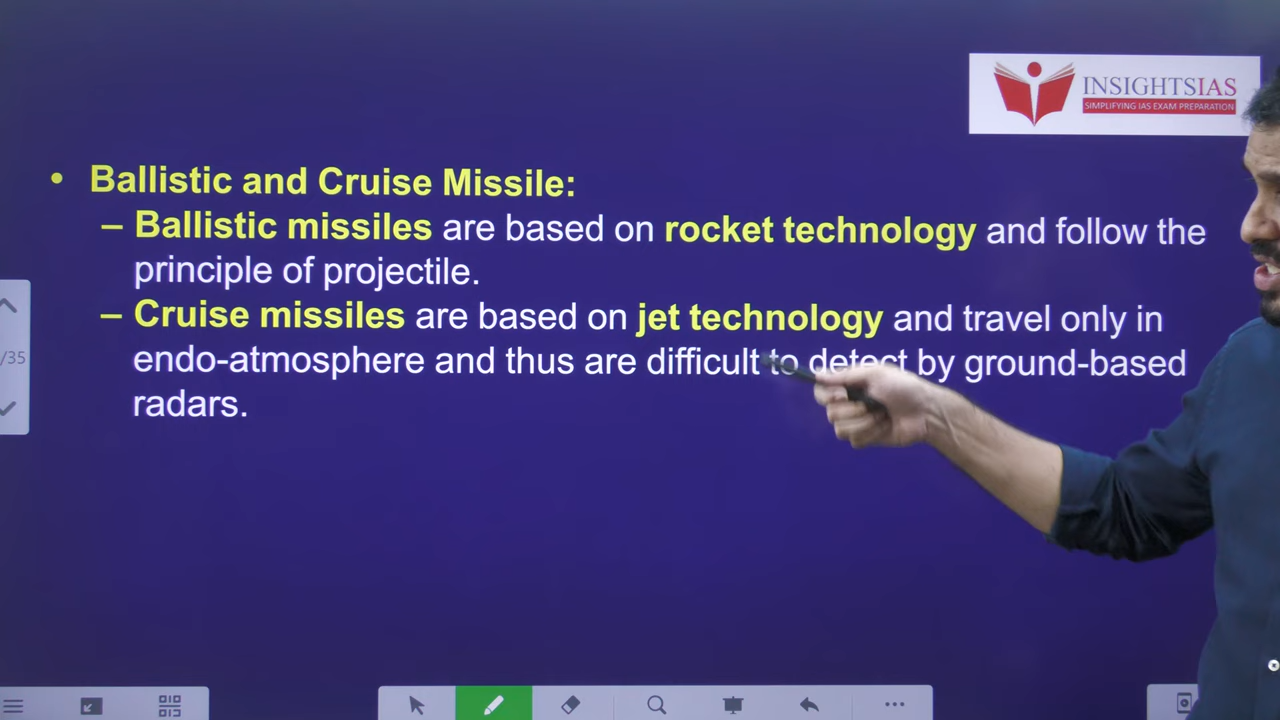 INSIGHTSIAS
SIMPLIFYING IAS EXAM PREPARATION
• Ballistic and Cruise Missile:
– Ballistic missiles are based on rocket technology and follow the
principle of projectile.
– Cruise missiles are based on jet technology and travel only in
endo-atmosphere and thus are difficult to detect by ground-based
radars.
/35